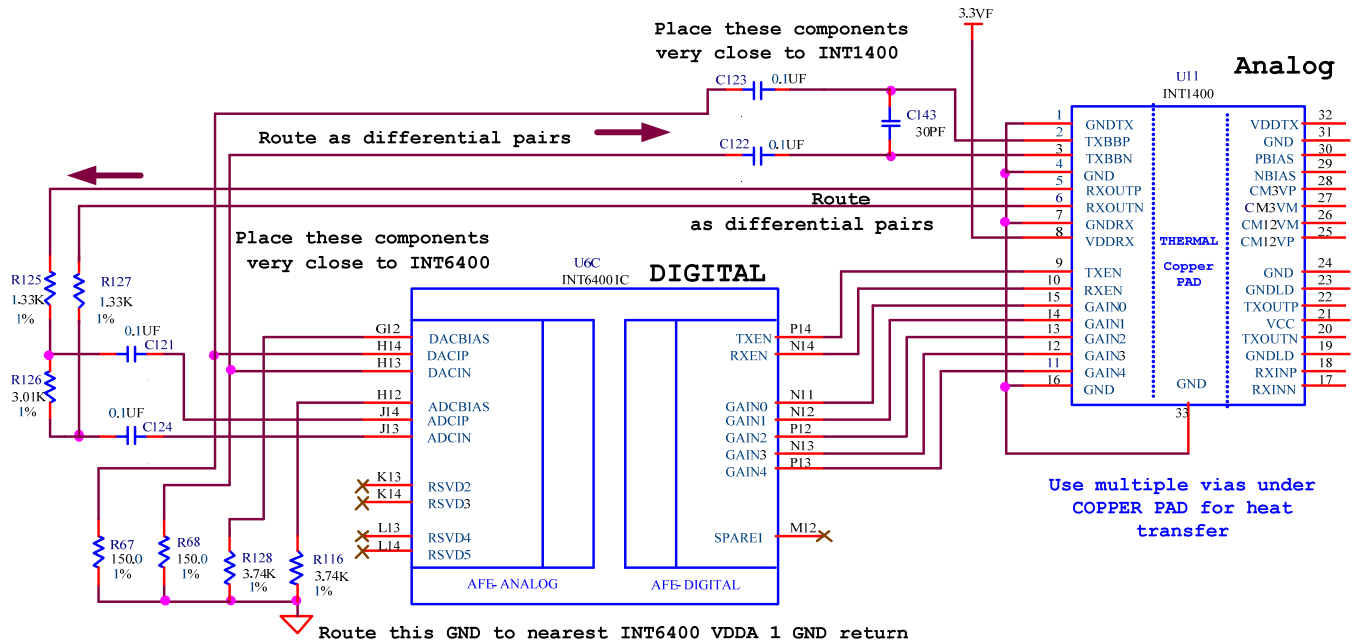 3.3VF
Place these components
very close to INT1400
Analog
U11
INT1400
C123
0.1UF
C143
30PF
Route as differential pairs
C122
0.1UF
1
GNDTX
VDDTX
32
2
TXBBP
GND
31
3
TXBBN
PBIAS
30
4
GND
NBIAS
29
5
RXOUTP
CM3VP
28
6
RXOUTN
CM3VM
27
7
GNDRX
CM12VM
26
8
VDDRX
CM12VP
25
9
TXEN
GND
24
10
RXEN
GNDLD
23
15
GAIN0
TXOUTP
22
14
GAIN1
VCC
21
13
GAIN2
TXOUTN
20
12
GAIN3
GNDLD
19
11
GAIN4
RXINP
18
16
GND
RXINN
17
THERMAL
Copper
PAD
GND
33
Route
as differential pairs
Place these components
very close to INT6400
U6C
INT6400 IC
DIGITAL
R125
1.33K
1%
R127
1.33K
1%
0.1UF
C121
R126
3.01K
1%
0.1UF
C124
G12
DACBIAS
H14
DACIP
H13
DACIN
H12
ADCBIAS
J14
ADCIP
J13
ADCIN
K13
RSVD2
K14
RSVD3
L13
RSVD4
L14
RSVD5
TXEN
P14
RXEN
N14
GAIN0
N11
GAIN1
N12
GAIN2
P12
GAIN3
N13
GAIN4
P13
SPARE1
M12
AFE-ANALOG
AFE-DIGITAL
R67
150.0
1%
R68
150.0
1%
R128
3.74K
1%
R116
3.74K
1%
Use multiple vias under
COPPER PAD for heat
transfer
Route this GND to nearest INT6400 VDDA 1 GND return